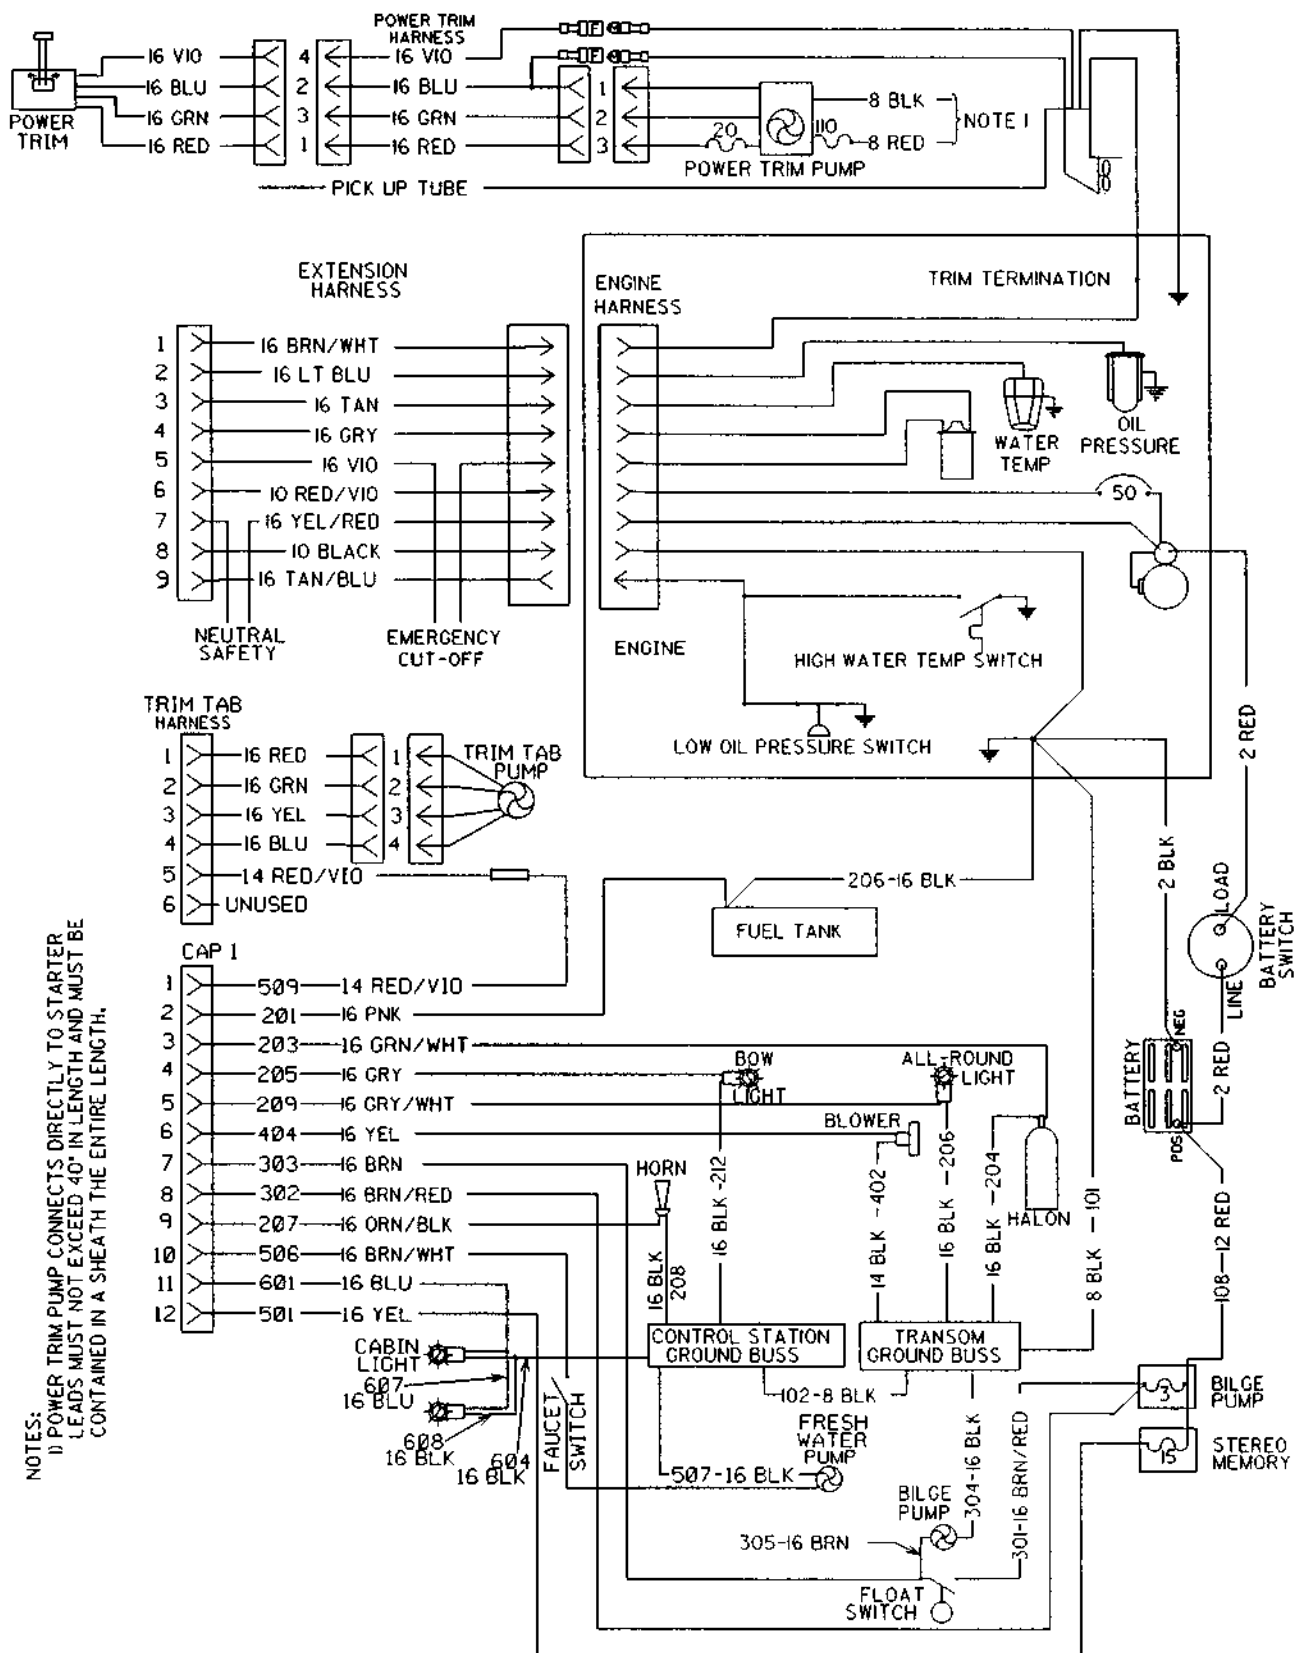 POWER TRIM
HARNESS
16 VIO
16 BLU
16 GRN
16 RED
POWER
TRIM
4
2
3
1
16 VIO
16 BLU
16 GRN
16 RED
F
M
F
M
1
2
3
20
110
8 BLK
8 RED
NOTE 1
POWER TRIM PUMP
PICK UP TUBE
EXTENSION
HARNESS
ENGINE
HARNESS
TRIM TERMINATION
1 16 BRN/WHT
2 16 LT BLU
3 16 TAN
4 16 GRY
5 16 VIO
6 10 RED/VIO
7 16 YEL/RED
8 10 BLACK
9 16 TAN/BLU
NEUTRAL
SAFETY
EMERGENCY
CUT-OFF
ENGINE
WATER
TEMP
OIL
PRESSURE
50
HIGH WATER TEMP SWITCH
LOW OIL PRESSURE SWITCH
TRIM TAB
HARNESS
1 16 RED 1
2 16 GRN 2
3 16 YEL 3
4 16 BLU 4
5 14 RED/VIO
6 UNUSED
TRIM TAB
PUMP
206-16 BLK
FUEL TANK
2 RED
2 BLK
LOAD
LINE
BATTERY
SWITCH
2 RED
BATTERY
NEG
POS
108-12 RED
CAP 1
1 509 14 RED/VIO
2 201 16 PNK
3 203 16 GRN/WHT
4 205 16 GRY
5 209 16 GRY/WHT
6 404 16 YEL
7 303 16 BRN
8 302 16 BRN/RED
9 207 16 ORN/BLK
10 506 16 BRN/WHT
11 601 16 BLU
12 501 16 YEL
BOW
LIGHT
ALL-ROUND
LIGHT
BLOWER
HORN
HALON
16 BLK
208
16 BLK -212
14 BLK -402
16 BLK -206
16 BLK -204
8 BLK - 101
CONTROL STATION
GROUND BUSS
TRANSOM
GROUND BUSS
102-8 BLK
CABIN
LIGHT
607
16 BLU
608
16 BLK
604
16 BLK
FAUCET
SWITCH
FRESH
WATER
PUMP
507-16 BLK
BILGE
PUMP
304-16 BLK
301-16 BRN/RED
305-16 BRN
FLOAT
SWITCH
3
BILGE
PUMP
15
STEREO
MEMORY
NOTES:
1) POWER TRIM PUMP CONNECTS DIRECTLY TO STARTER
LEADS MUST NOT EXCEED 40" IN LENGTH AND MUST BE
CONTAINED IN A SHEATH THE ENTIRE LENGTH.